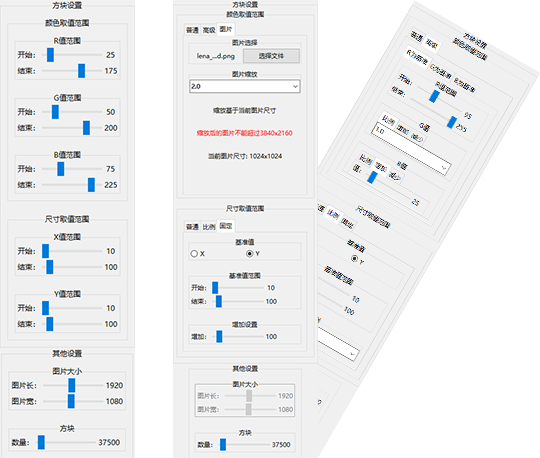 方块设置
颜色取值范围
R值范围
开始: 25
结束: 175
G值范围
开始: 50
结束: 200
B值范围
开始: 75
结束: 225
尺寸取值范围
X值范围
开始: 10
结束: 100
Y值范围
开始: 10
结束: 100
其他设置
图片大小
图片长: 1920
图片宽: 1080
方块
数量: 37500
方块设置
颜色取值范围
普通 高级 图片
图片选择
lena_...d.png 选择文件
图片缩放
2.0
缩放基于当前图片尺寸
缩放后的图片不能超过3840x2160
当前图片尺寸: 1024x1024
尺寸取值范围
普通 比例 固定
基准值
X Y
基准值范围
开始: 10
结束: 100
增加设置
增加: 100
其他设置
图片大小
图片长: 1920
图片宽: 1080
方块
数量: 37500
方块设置
颜色取值范围
普通 高级
R为基准 G为基准 B为基准
R值范围
开始: 95
结束: 255
G值
比例 增加 减少
1.0
B值
比例 增加 减少
值: 25
尺寸取值范围
比例 固定
基准值
Y
基准值范围
10
100
Y